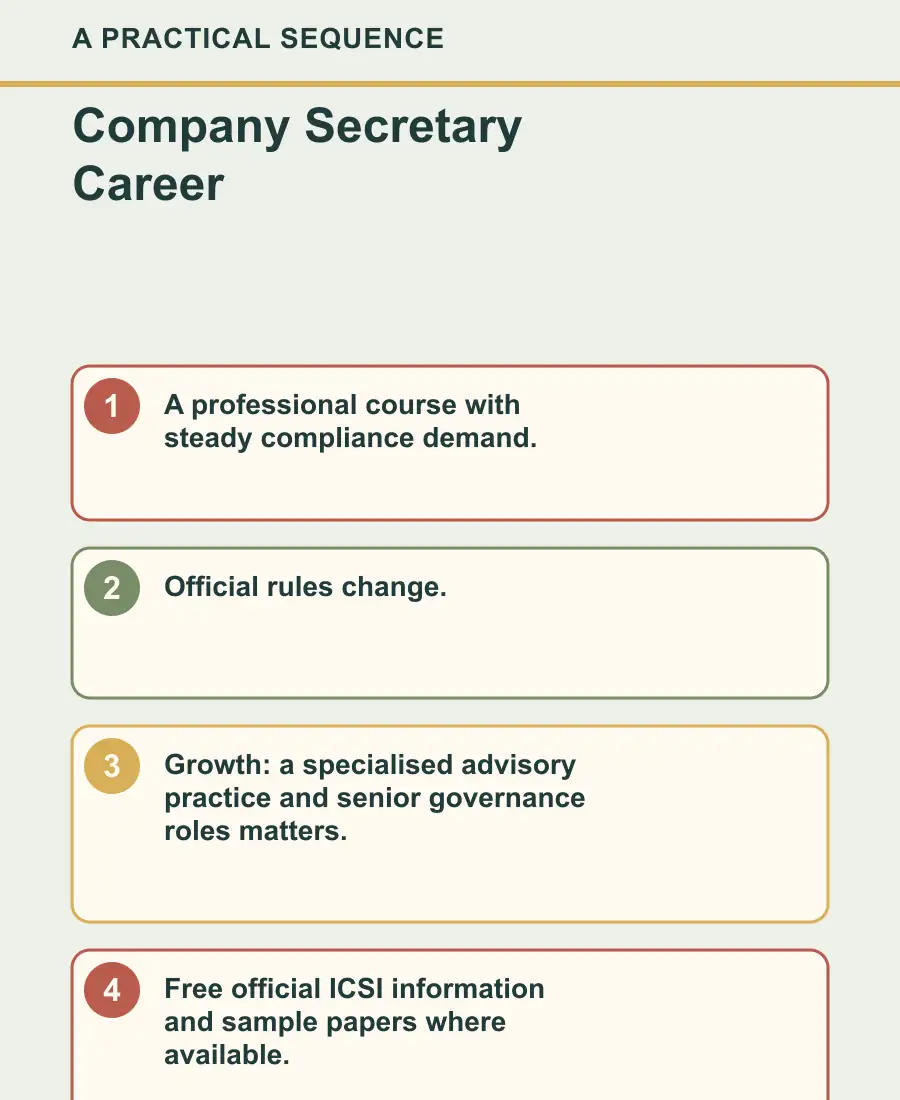 A PRACTICAL SEQUENCE
Company Secretary
Career
1
A professional course with
steady compliance demand.
2
Official rules change.
3
Growth: a specialised advisory
practice and senior governance
roles matters.
4
Free official ICSI information
and sample papers where
available.